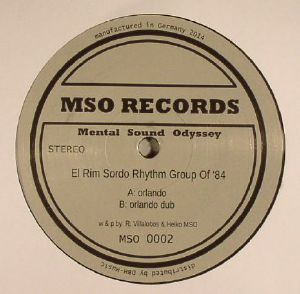 manufactured in Germany 2014
MSO RECORDS
Mental Sound Odyssey
STEREO
El Rim Sordo Rhythm Group Of '84
A: orlando
B: orlando dub
w & p by R. Villalobos & Heiko MSO
MSO 0002
distributed by D&H-Music